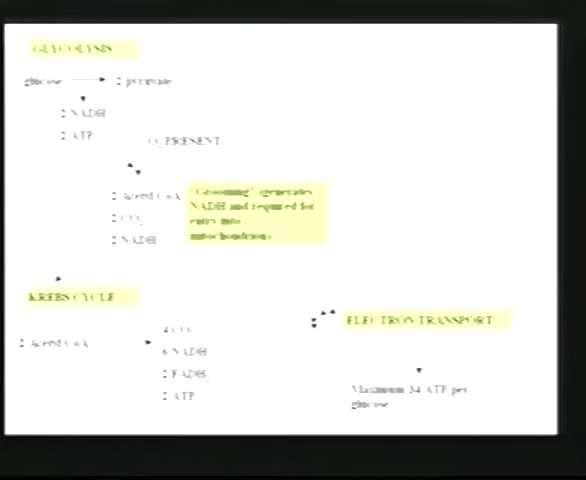 GLYCOLYSIS
glucose 2 pyruvate
2 NADH
2 ATP
O₂ PRESENT
2 Acetyl CoA
2 CO₂
2 NADH
"Grooming" (generates
NADH and required for
entry into
mitochondrion)
KREBS CYCLE
2 Acetyl CoA
4 CO₂
6 NADH
2 FADH₂
2 ATP
ELECTRON TRANSPORT
Maximum 34 ATP per
glucose